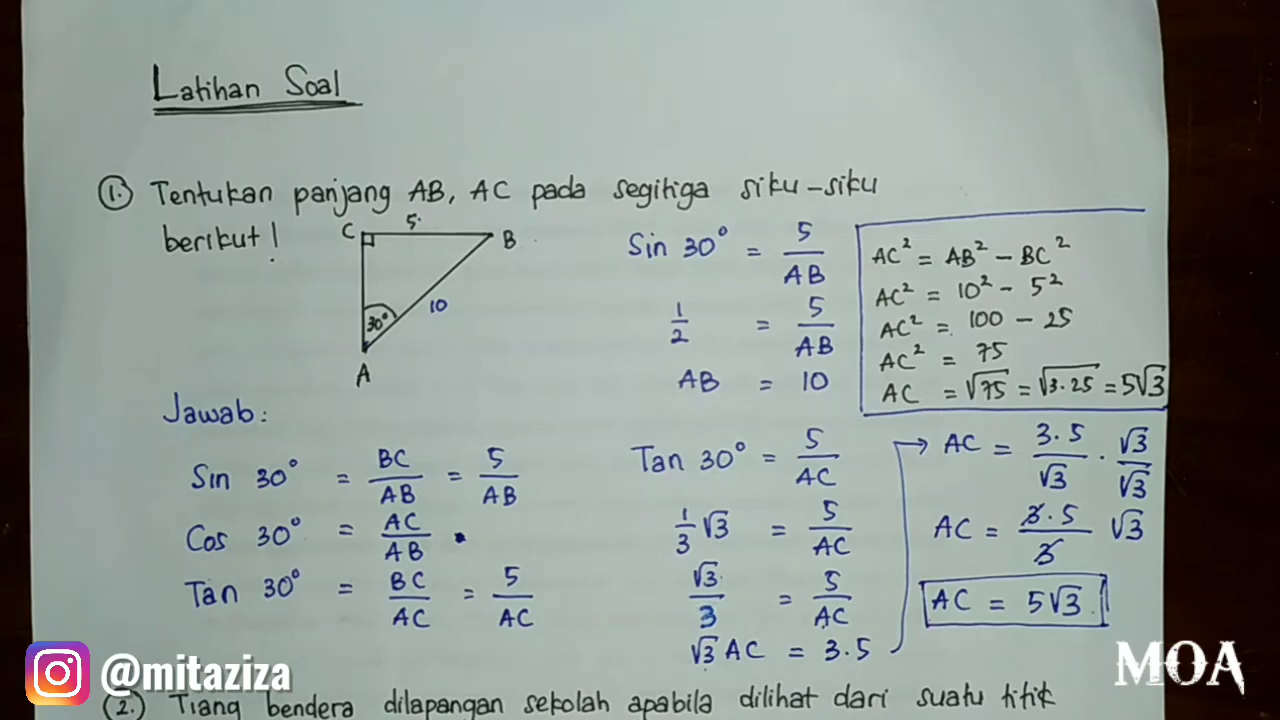 Latihan Soal
1. Tentukan panjang AB, AC pada segitiga siku-siku
berikut!
C 5 B
10
30°
A
Jawab:
Sin 30° = BC/AB = 5/AB
Cos 30° = AC/AB
Tan 30° = BC/AC = 5/AC
Sin 30° = 5/AB
1/2 = 5/AB
AB = 10
AC² = AB² - BC²
AC² = 10² - 5²
AC² = 100 - 25
AC² = 75
AC = √75 = √3.25 = 5√3
Tan 30° = 5/AC
1/3 √3 = 5/AC
√3/3 = 5/AC
√3 AC = 3.5
AC = 3.5/√3 . √3/√3
AC = 3.5/3 √3
AC = 5√3
2. Tiang bendera dilapangan sekolah apabila dilihat dari suatu titik
@mitaziza
MOA